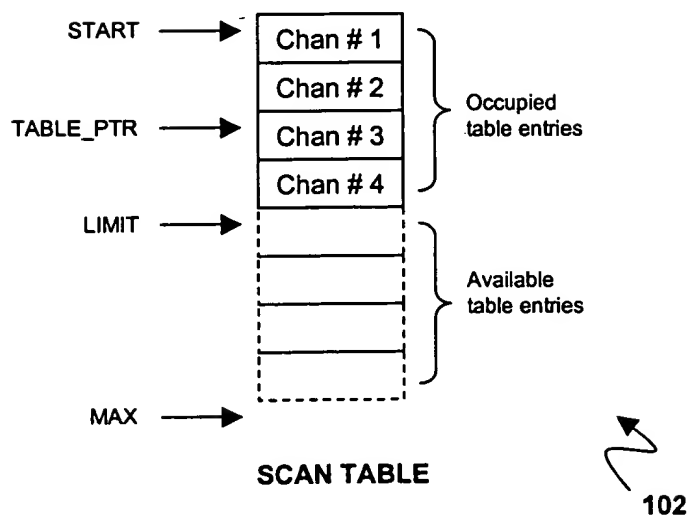 START
Chan # 1
Chan # 2
TABLE_PTR
Chan # 3
Chan # 4
Occupied
table entries
LIMIT
Available
table entries
MAX
SCAN TABLE
102